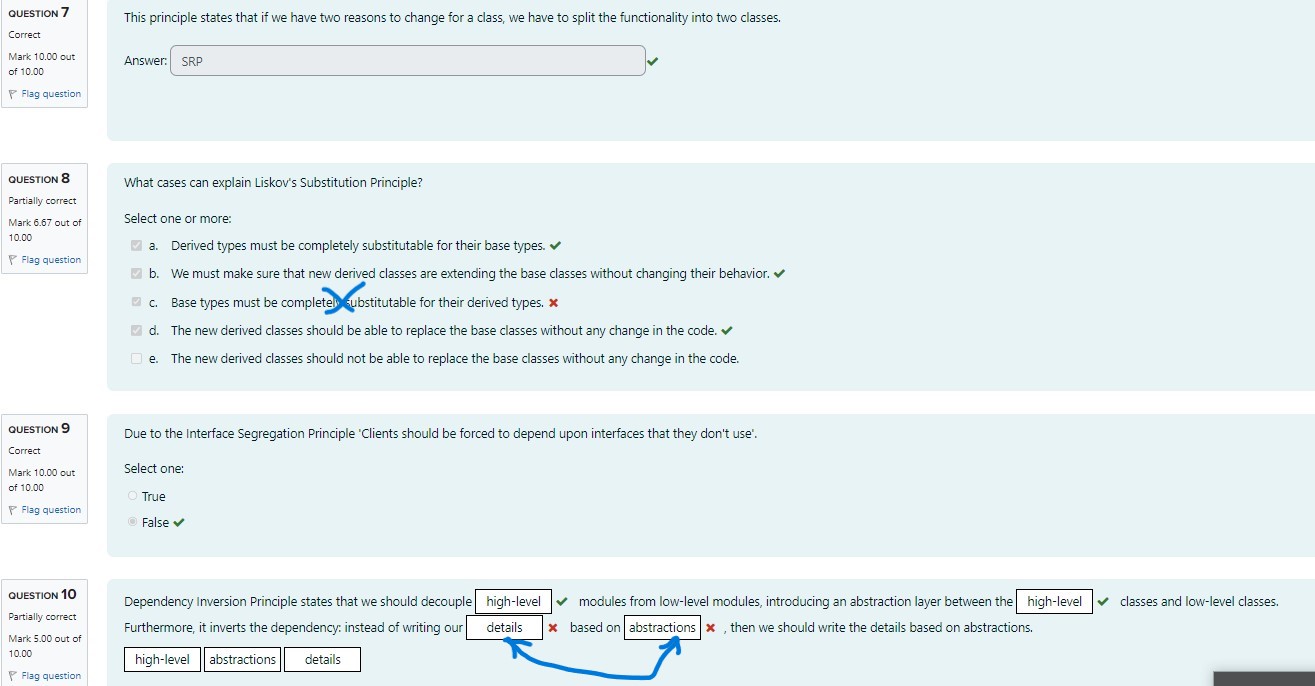 QUESTION 7
Correct
Mark 10.00 out
of 10.00
Flag question
This principle states that if we have two reasons to change for a class, we have to split the functionality into two classes.
Answer: SRP
QUESTION 8
Partially correct
Mark 6.67 out of
10.00
Flag question
What cases can explain Liskov's Substitution Principle?
Select one or more:
a. Derived types must be completely substitutable for their base types.
b. We must make sure that new derived classes are extending the base classes without changing their behavior.
c. Base types must be completely substitutable for their derived types.
d. The new derived classes should be able to replace the base classes without any change in the code.
e. The new derived classes should not be able to replace the base classes without any change in the code.
QUESTION 9
Correct
Mark 10.00 out
of 10.00
Flag question
Due to the Interface Segregation Principle 'Clients should be forced to depend upon interfaces that they don't use'.
Select one:
True
False
QUESTION 10
Partially correct
Mark 5.00 out of
10.00
Flag question
Dependency Inversion Principle states that we should decouple high-level modules from low-level modules, introducing an abstraction layer between the high-level classes and low-level classes.
Furthermore, it inverts the dependency: instead of writing our details based on abstractions , then we should write the details based on abstractions.
high-level abstractions details